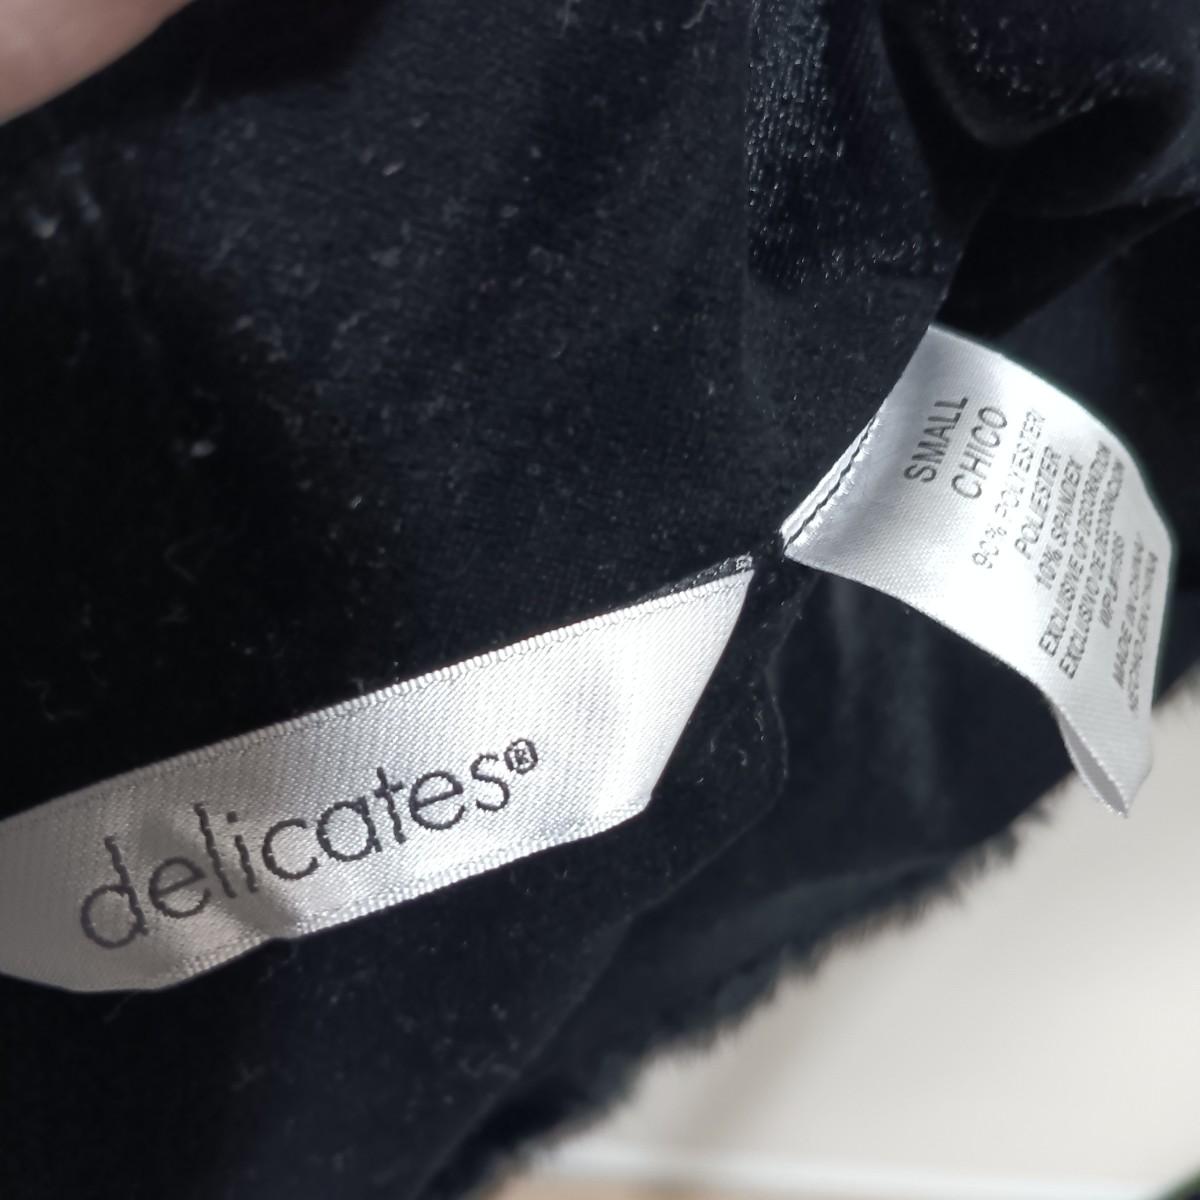 delicates®
SMALL
CHICO
90% POLYESTER/
POLIESTER
10% SPANDEX
EXCLUSIVE OF DECORATION
EXCLUSIVO DE DECORACION
MADE IN CHINA/
HECHO EN CHINA